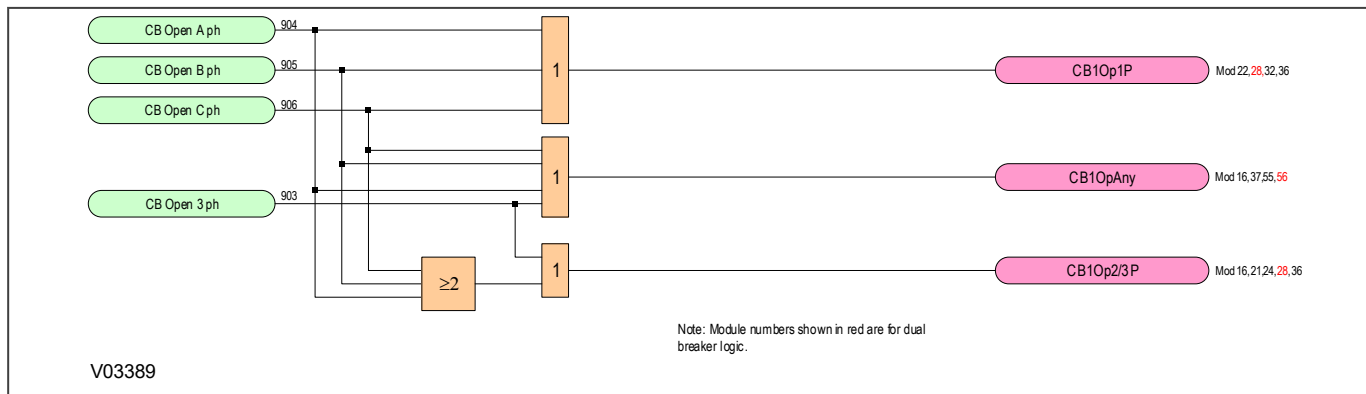 CB Open A ph 904
CB Open B ph 905
CB Open C ph 906
CB Open 3 ph 903
1
1
≥2
1
CB1Op1P Mod 22,28,32,36
CB1OpAny Mod 16,37,55,56
CB1Op2/3P Mod 16,21,24,28,36
Note: Module numbers shown in red are for dual
breaker logic.
V03389